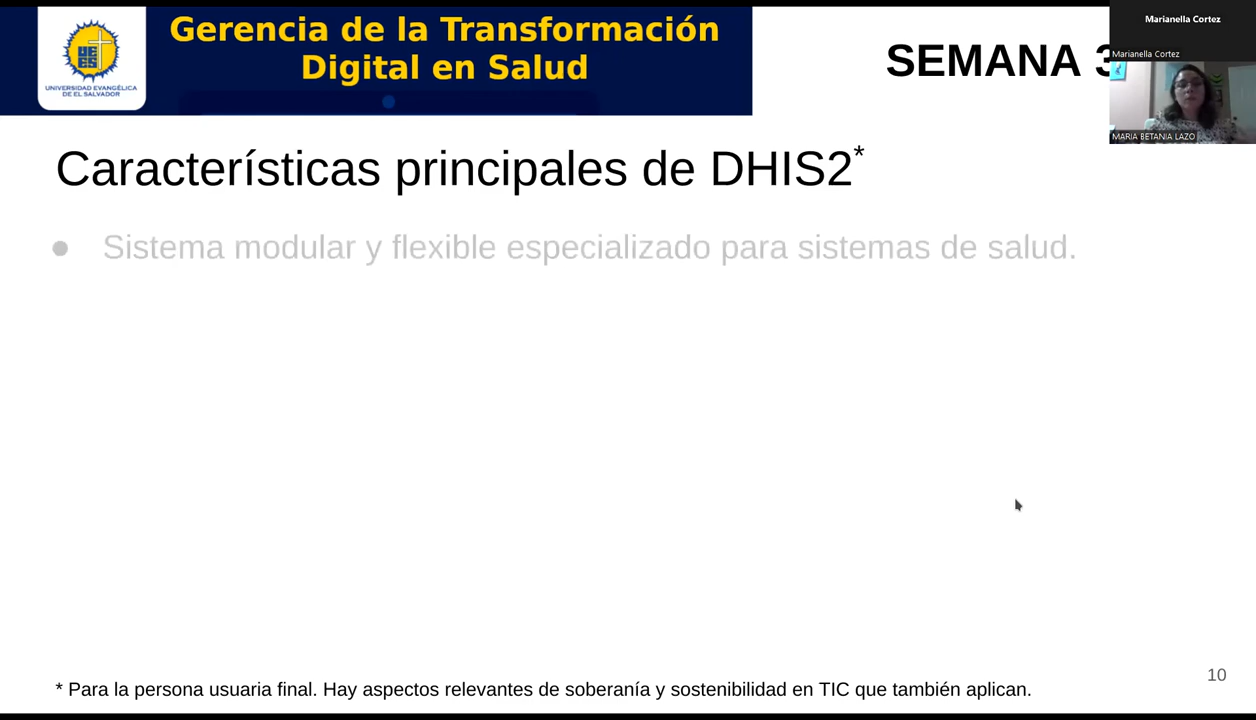 Gerencia de la Transformación
Digital en Salud
UNIVERSIDAD EVANGÉLICA
DE EL SALVADOR
SEMANA 3
Marianella Cortez
Marianella Cortez
MARIA BETANIA LAZO
Características principales de DHIS2*
● Sistema modular y flexible especializado para sistemas de salud.
* Para la persona usuaria final. Hay aspectos relevantes de soberanía y sostenibilidad en TIC que también aplican.
10